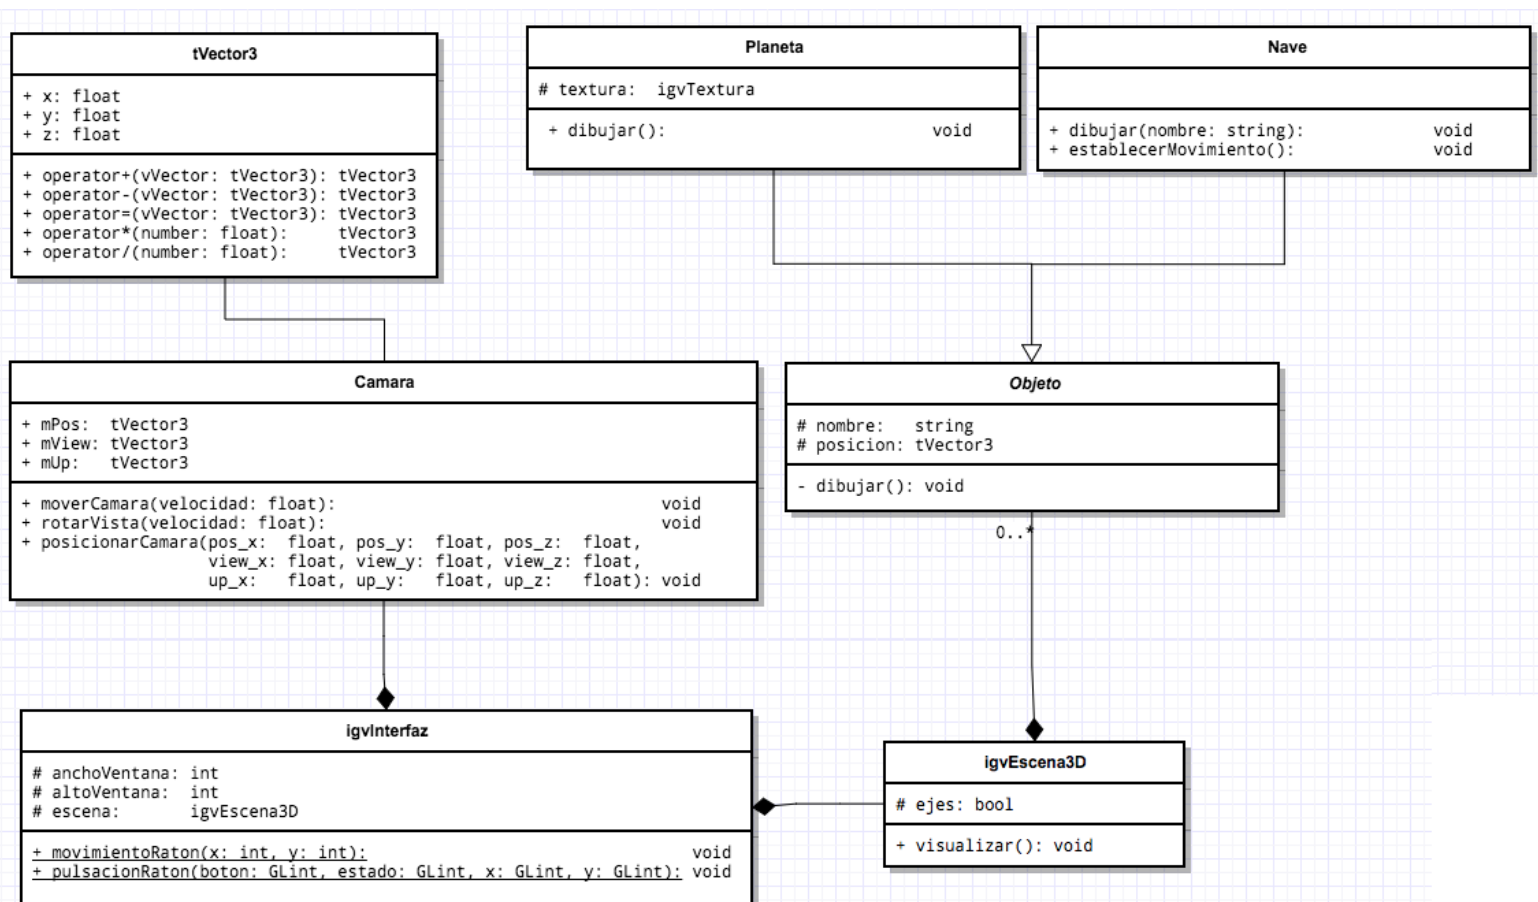 tVector3
+ x: float
+ y: float
+ z: float
+ operator+(vVector: tVector3): tVector3
+ operator-(vVector: tVector3): tVector3
+ operator=(vVector: tVector3): tVector3
+ operator*(number: float): tVector3
+ operator/(number: float): tVector3
Planeta
# textura: igvTextura
+ dibujar(): void
Nave
+ dibujar(nombre: string): void
+ establecerMovimiento(): void
Camara
+ mPos: tVector3
+ mView: tVector3
+ mUp: tVector3
+ moverCamara(velocidad: float): void
+ rotarVista(velocidad: float): void
+ posicionarCamara(pos_x: float, pos_y: float, pos_z: float,
view_x: float, view_y: float, view_z: float,
up_x: float, up_y: float, up_z: float): void
Objeto
# nombre: string
# posicion: tVector3
- dibujar(): void
0..*
igvInterfaz
# anchoVentana: int
# altoVentana: int
# escena: igvEscena3D
+ movimientoRaton(x: int, y: int): void
+ pulsacionRaton(boton: GLint, estado: GLint, x: GLint, y: GLint): void
igvEscena3D
# ejes: bool
+ visualizar(): void